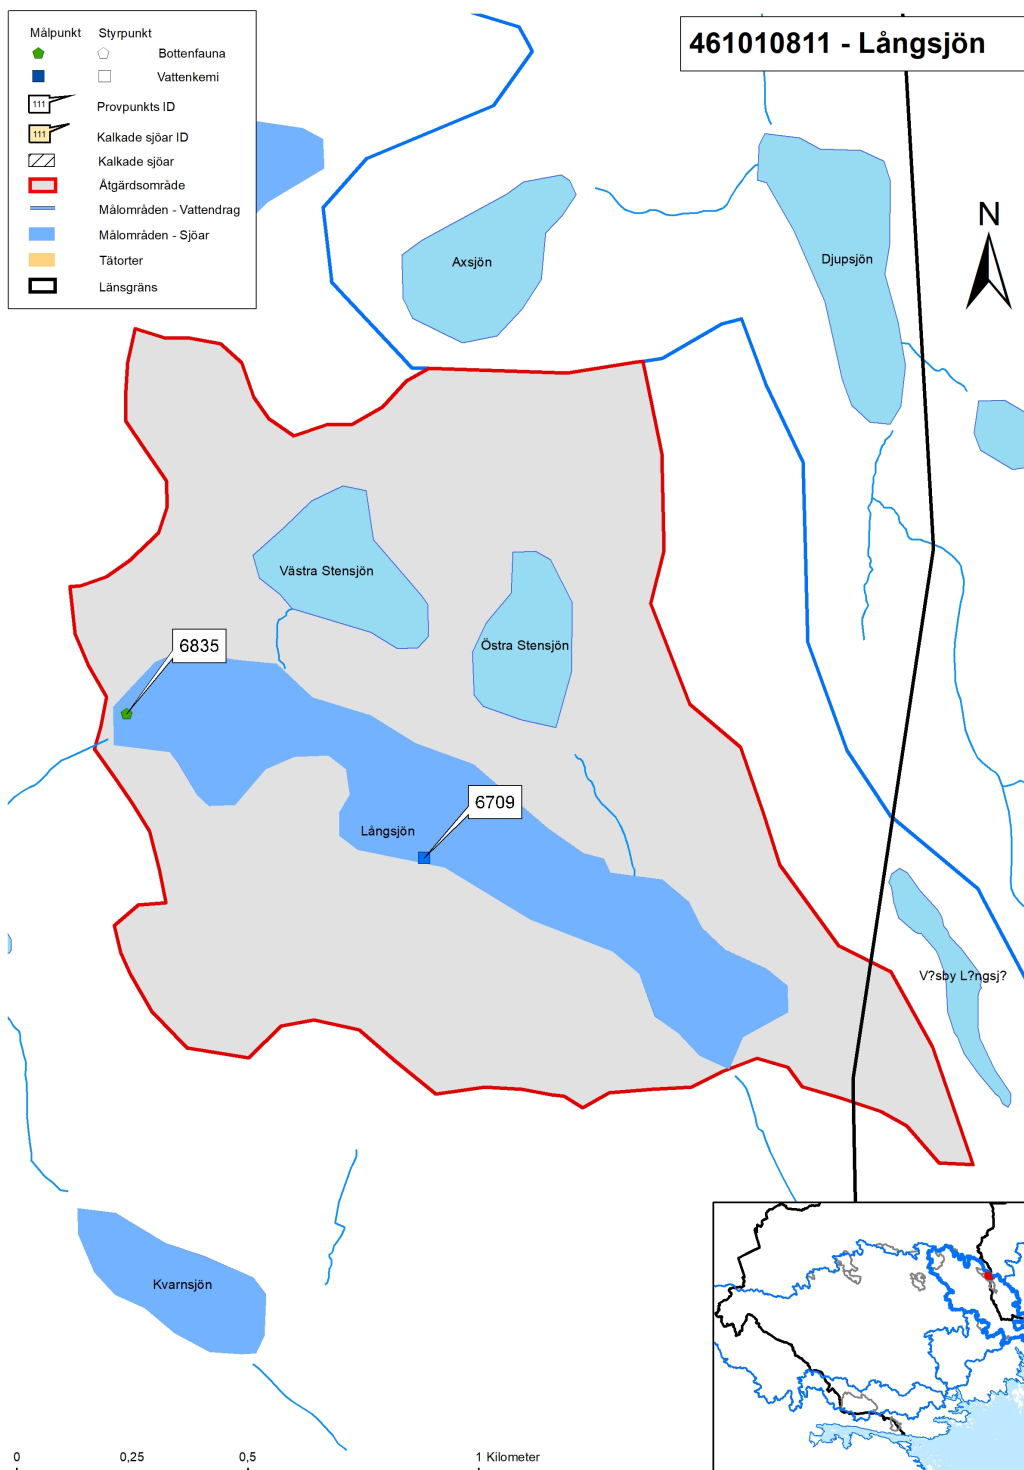 461010811 - Långsjön
Målpunkt Styrpunkt
Bottenfauna
Vattenkemi
111 Provpunkts ID
111 Kalkade sjöar ID
Kalkade sjöar
Åtgärdsområde
Målområden - Vattendrag
Målområden - Sjöar
Tätorter
Länsgräns
N
Axsjön
Djupsjön
Västra Stensjön
Östra Stensjön
6835
6709
Långsjön
V?sby L?ngsj?
Kvarnsjön
0 0,25 0,5 1 Kilometer